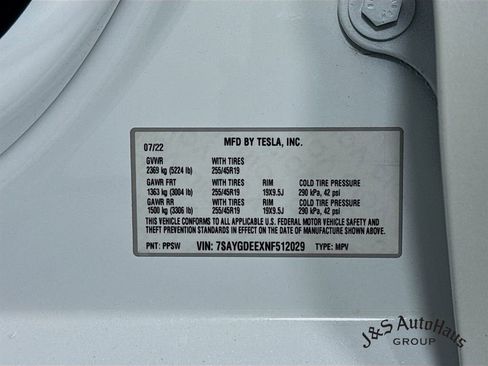 MFD BY TESLA, INC.
07/22
GVWR WITH TIRES
2369 kg (5224 lb) 255/45R19
GAWR FRT WITH TIRES RIM COLD TIRE PRESSURE
1363 kg (3004 lb) 255/45R19 19X9.5J 290 kPa, 42 psi
GAWR RR WITH TIRES RIM COLD TIRE PRESSURE
1500 kg (3306 lb) 255/45R19 19X9.5J 290 kPa, 42 psi
THIS VEHICLE CONFORMS TO ALL APPLICABLE U.S. FEDERAL MOTOR VEHICLE SAFETY AND
THEFT PREVENTION STANDARDS IN EFFECT ON THE DATE OF MANUFACTURE SHOWN ABOVE.
PNT: PPSW VIN: 7SAYGDEEXNF512029 TYPE: MPV
J&S AUTOHAUS
GROUP